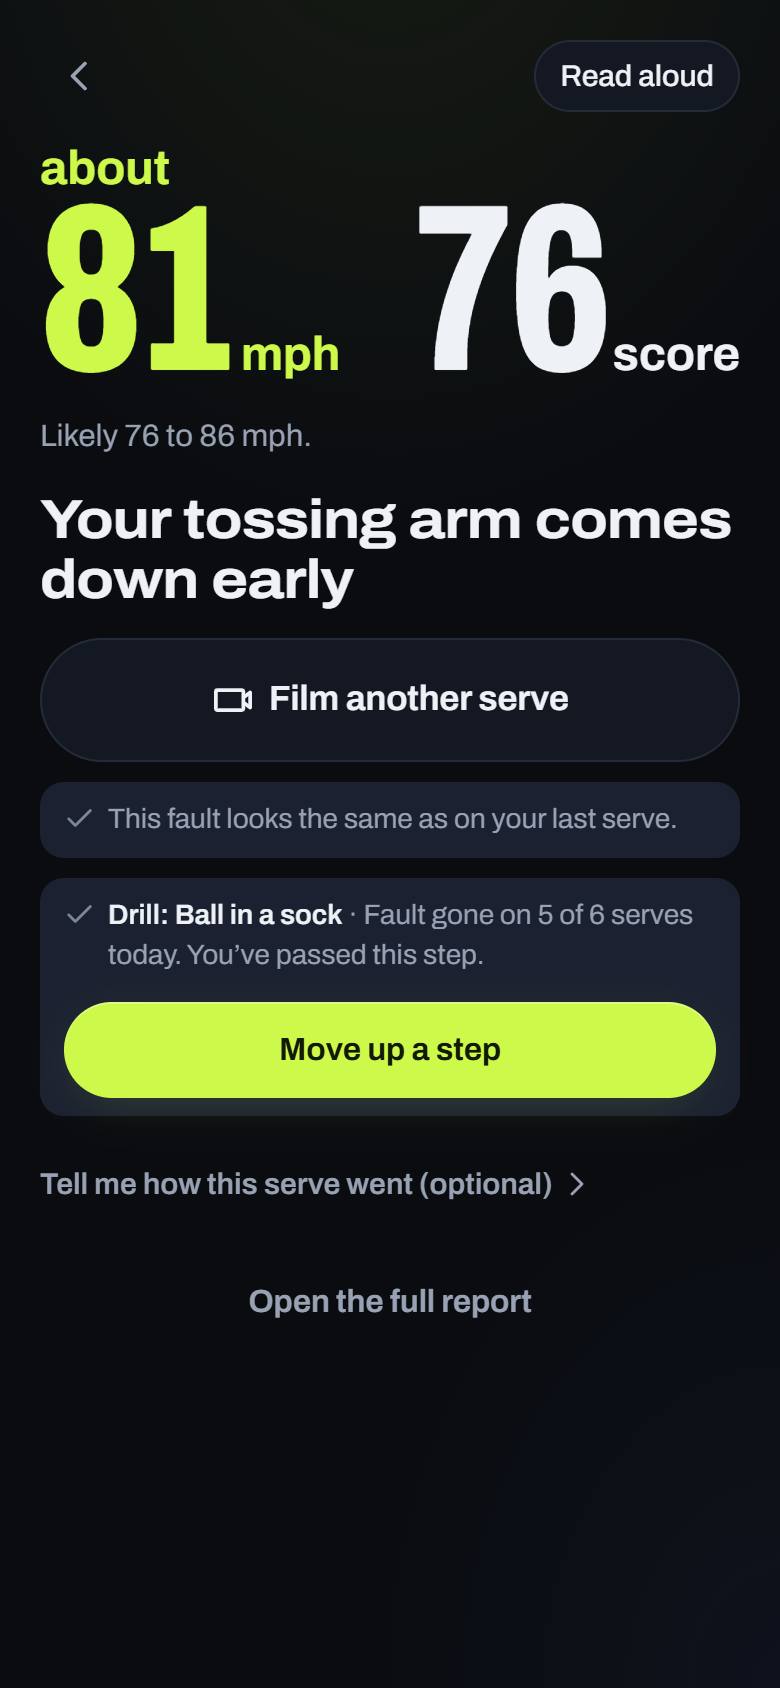 Read aloud
about
81 mph
76 score
Likely 76 to 86 mph.
Your tossing arm comes
down early
Film another serve
This fault looks the same as on your last serve.
Drill: Ball in a sock · Fault gone on 5 of 6 serves
today. You’ve passed this step.
Move up a step
Tell me how this serve went (optional)
Open the full report